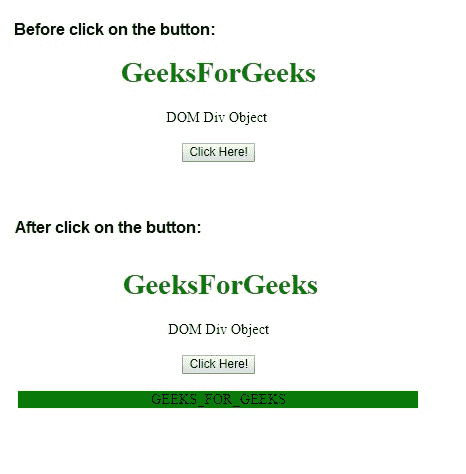 Before click on the button:
GeeksForGeeks
DOM Div Object
Click Here!
After click on the button:
GeeksForGeeks
DOM Div Object
Click Here!
GEEKS_FOR_GEEKS